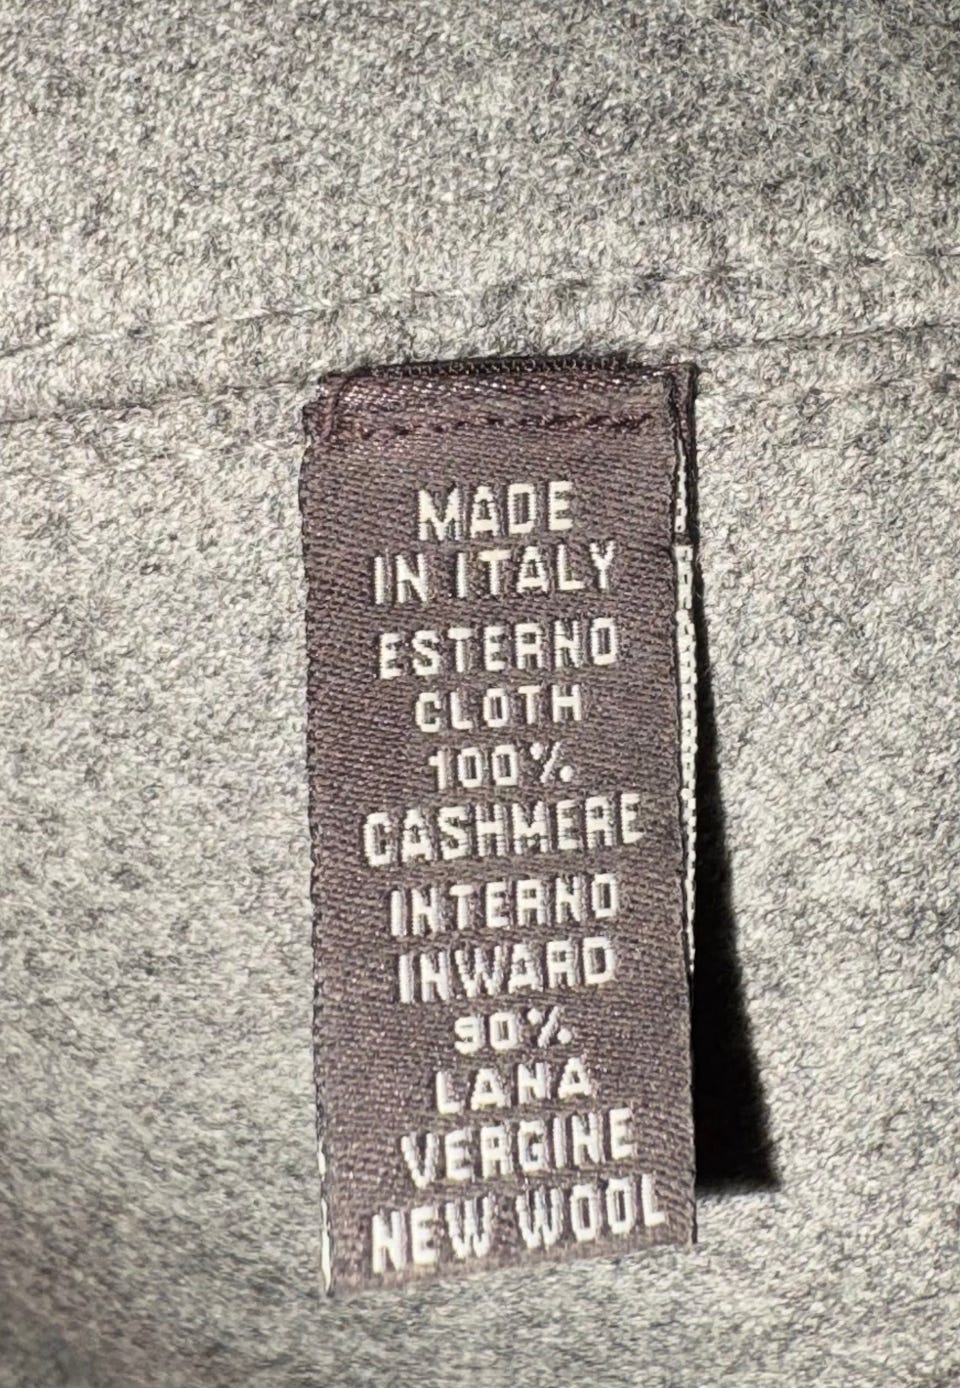 MADE
IN ITALY
ESTERNO
CLOTH
100%
CASHMERE
INTERNO
INWARD
90%
LANA
VERGINE
NEW WOOL